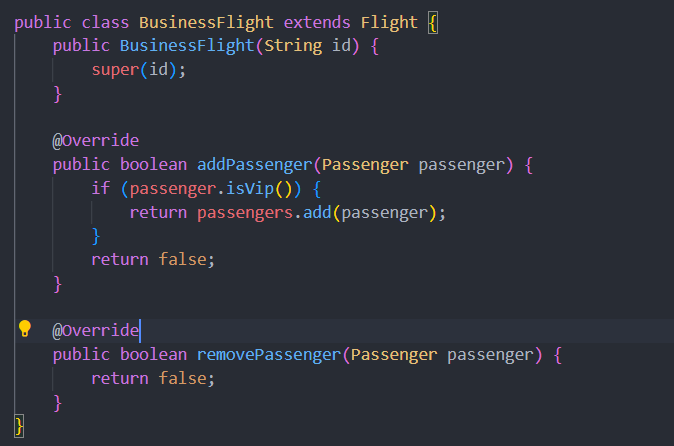 public class BusinessFlight extends Flight {
    public BusinessFlight(String id) {
        super(id);
    }

    @Override
    public boolean addPassenger(Passenger passenger) {
        if (passenger.isVip()) {
            return passengers.add(passenger);
        }
        return false;
    }

    @Override
    public boolean removePassenger(Passenger passenger) {
        return false;
    }
}